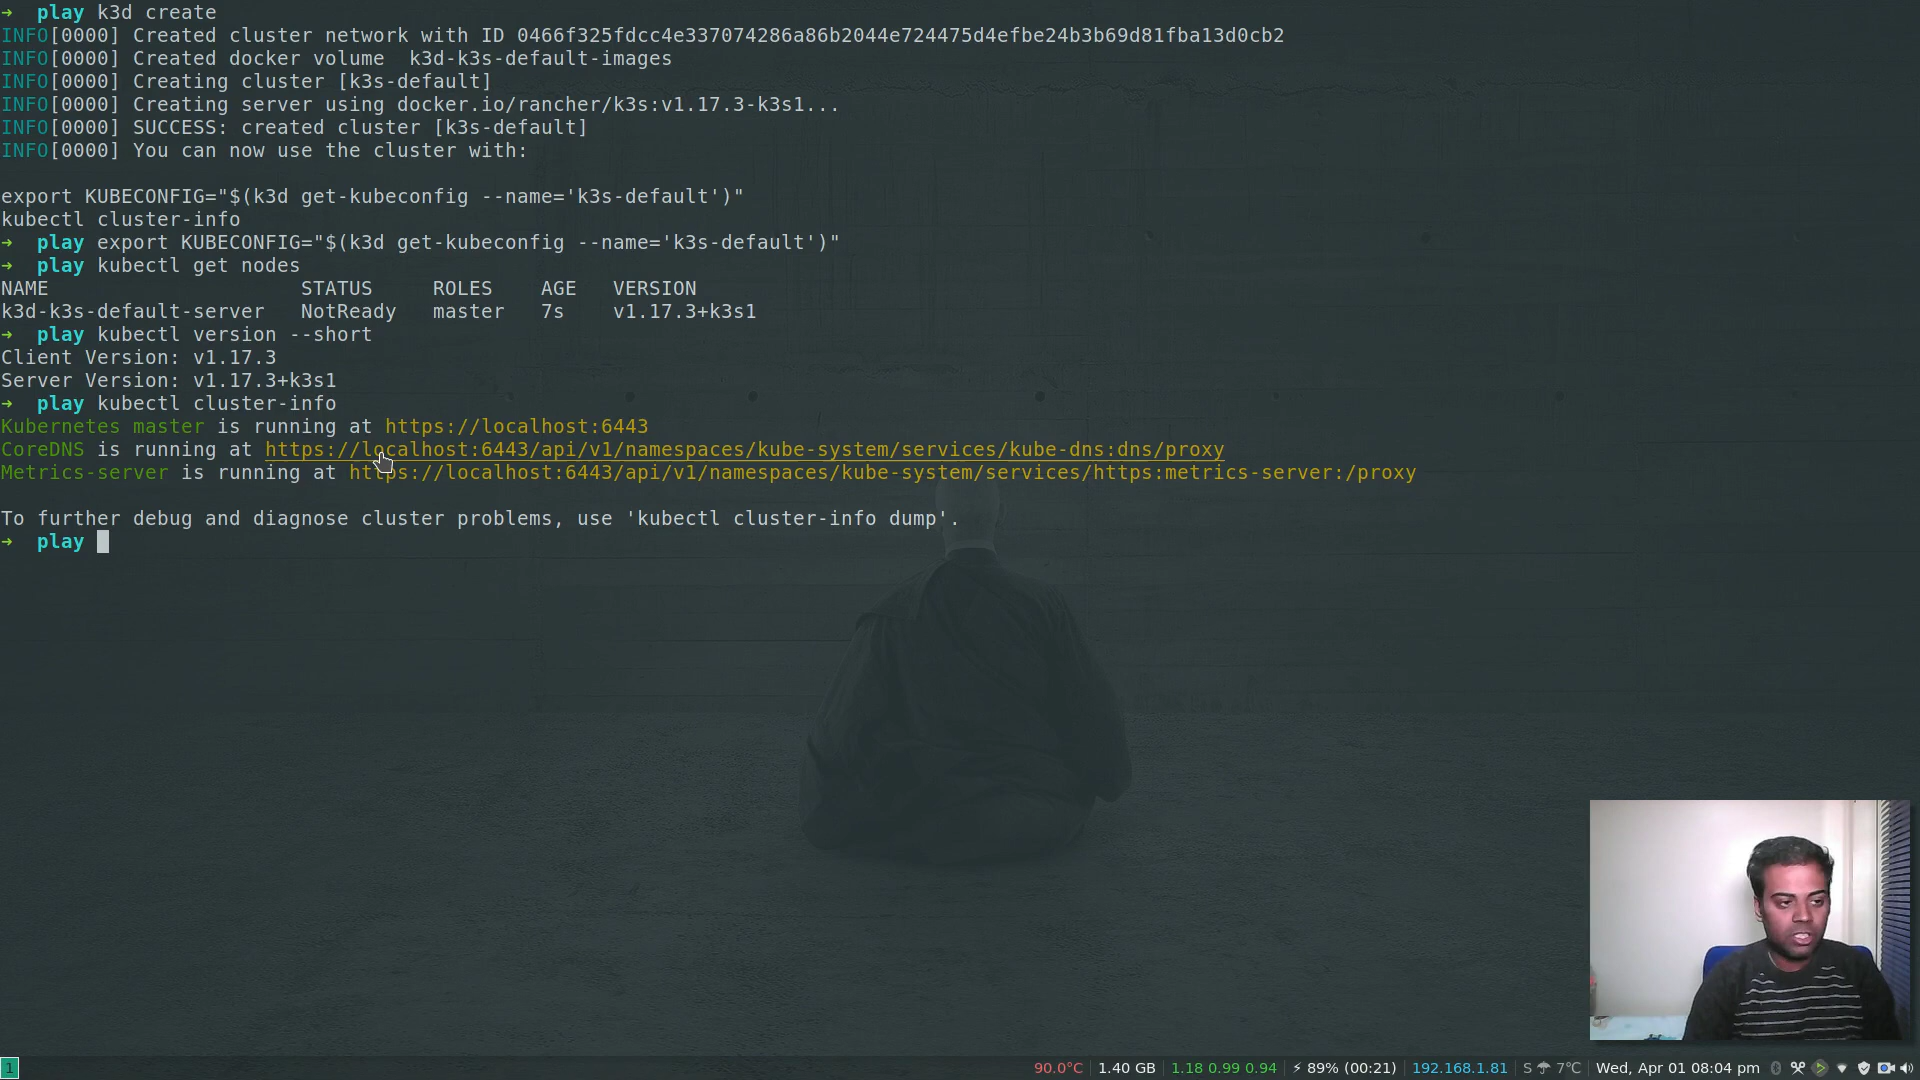 ➜  play k3d create
INFO[0000] Created cluster network with ID 0466f325fdcc4e337074286a86b2044e724475d4efbe24b3b69d81fba13d0cb2
INFO[0000] Created docker volume  k3d-k3s-default-images
INFO[0000] Creating cluster [k3s-default]
INFO[0000] Creating server using docker.io/rancher/k3s:v1.17.3-k3s1...
INFO[0000] SUCCESS: created cluster [k3s-default]
INFO[0000] You can now use the cluster with:

export KUBECONFIG="$(k3d get-kubeconfig --name='k3s-default')"
kubectl cluster-info
➜  play export KUBECONFIG="$(k3d get-kubeconfig --name='k3s-default')"
➜  play kubectl get nodes
NAME                     STATUS     ROLES    AGE   VERSION
k3d-k3s-default-server   NotReady   master   7s    v1.17.3+k3s1
➜  play kubectl version --short
Client Version: v1.17.3
Server Version: v1.17.3+k3s1
➜  play kubectl cluster-info
Kubernetes master is running at https://localhost:6443
CoreDNS is running at https://localhost:6443/api/v1/namespaces/kube-system/services/kube-dns:dns/proxy
Metrics-server is running at https://localhost:6443/api/v1/namespaces/kube-system/services/https:metrics-server:/proxy

To further debug and diagnose cluster problems, use 'kubectl cluster-info dump'.
➜  play
1 90.0°C 1.40 GB 1.18 0.99 0.94 ⚡ 89% (00:21) 192.168.1.81 S ☂ 7°C Wed, Apr 01 08:04 pm